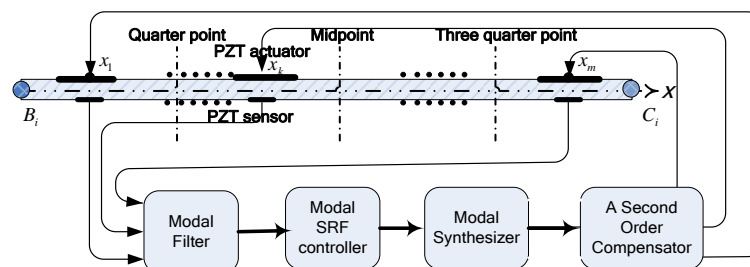 Quarter point
Midpoint
Three quarter point
PZT actuator
x1
xk
xm
X
Bi
PZT sensor
Ci
Modal
Filter
Modal
SRF
controller
Modal
Synthesizer
A Second
Order
Compensator